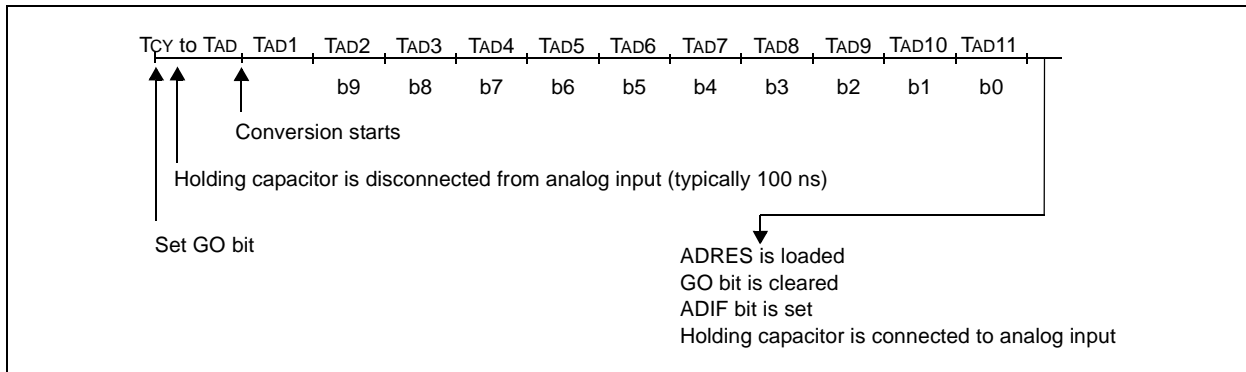 TCY to TAD TAD1 TAD2 TAD3 TAD4 TAD5 TAD6 TAD7 TAD8 TAD9 TAD10 TAD11
b9 b8 b7 b6 b5 b4 b3 b2 b1 b0
Conversion starts
Holding capacitor is disconnected from analog input (typically 100 ns)
Set GO bit
ADRES is loaded
GO bit is cleared
ADIF bit is set
Holding capacitor is connected to analog input